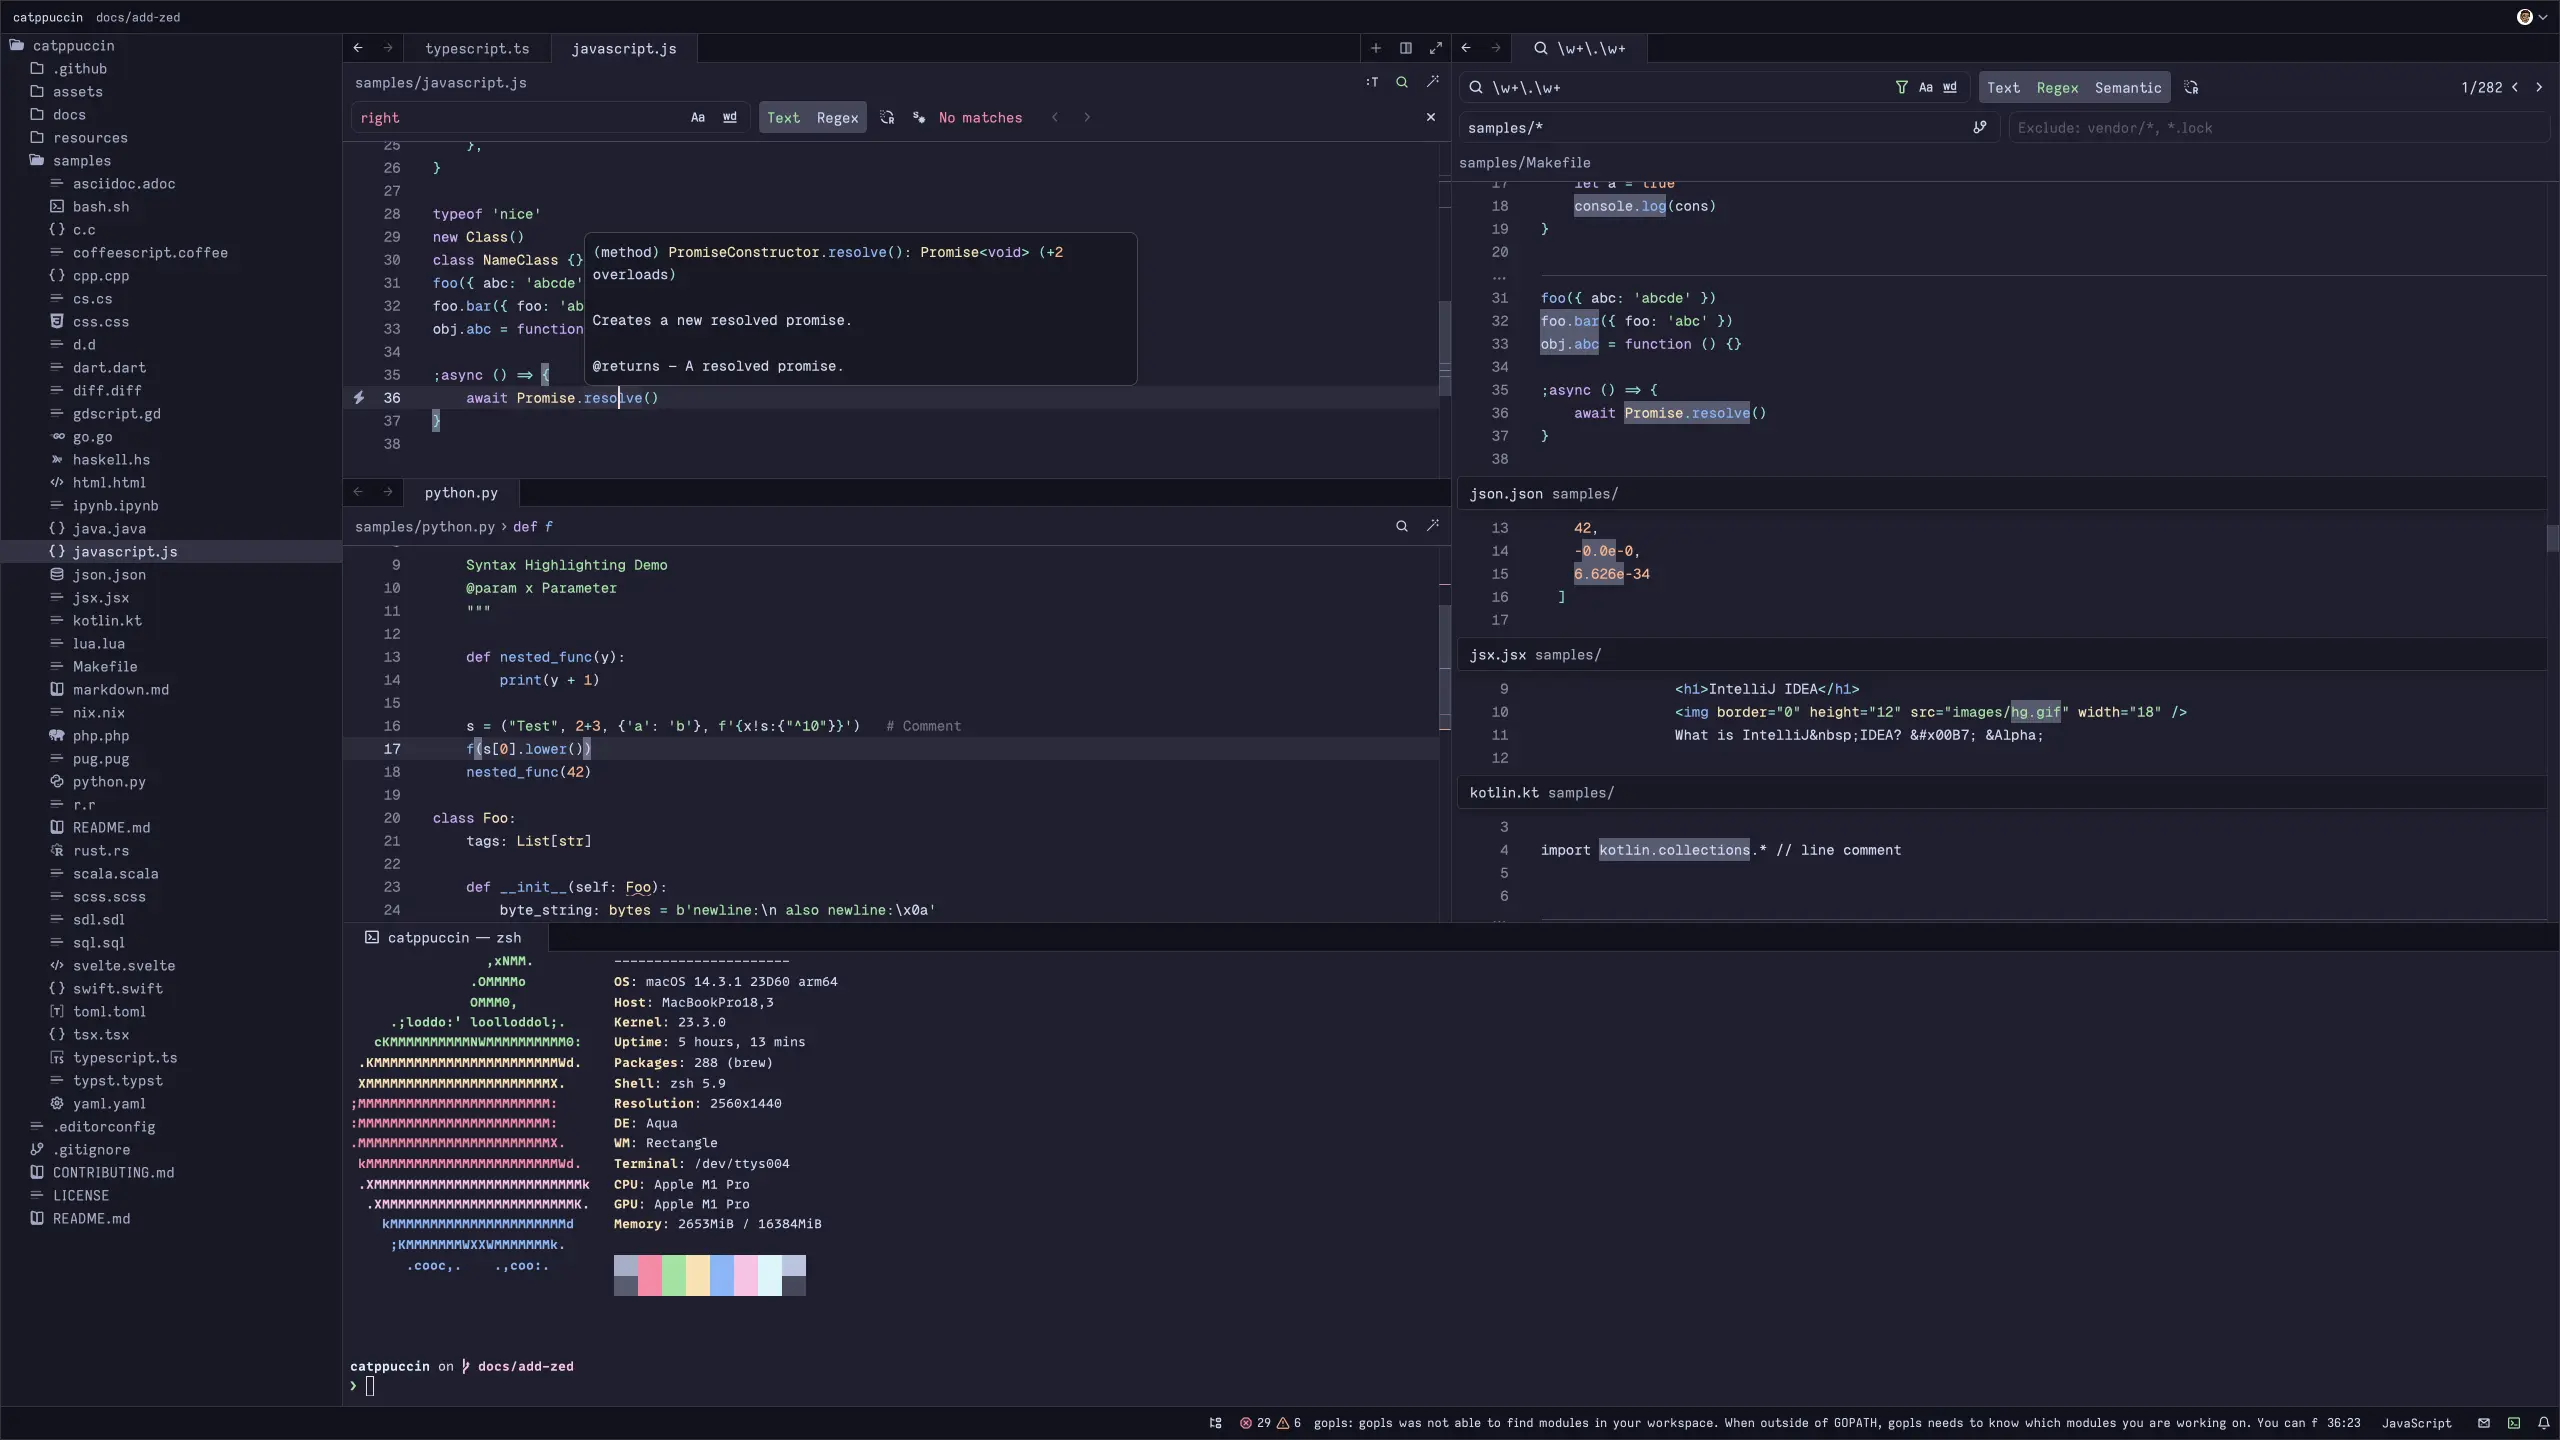 catppuccin docs/add-zed
catppuccin
.github
assets
docs
resources
samples
asciidoc.adoc
bash.sh
c.c
coffeescript.coffee
cpp.cpp
cs.cs
css.css
d.d
dart.dart
diff.diff
gdscript.gd
go.go
haskell.hs
html.html
ipynb.ipynb
java.java
javascript.js
json.json
jsx.jsx
kotlin.kt
lua.lua
Makefile
markdown.md
nix.nix
php.php
pug.pug
python.py
r.r
README.md
rust.rs
scala.scala
scss.scss
sdl.sdl
sql.sql
svelte.svelte
swift.swift
toml.toml
tsx.tsx
typescript.ts
typst.typst
yaml.yaml
.editorconfig
.gitignore
CONTRIBUTING.md
LICENSE
README.md
typescript.ts javascript.js
samples/javascript.js
right Aa wd Text Regex No matches
25 },
26 }
27
28 typeof 'nice'
29 new Class()
30 class NameClass {}
31 foo({ abc: 'abcde'
32 foo.bar({ foo: 'ab
33 obj.abc = function
34
35 ;async () => {
36 await Promise.resolve()
37 }
38
(method) PromiseConstructor.resolve(): Promise<void> (+2
overloads)
Creates a new resolved promise.
@returns — A resolved promise.
python.py
samples/python.py › def f
9 Syntax Highlighting Demo
10 @param x Parameter
11 """
12
13 def nested_func(y):
14 print(y + 1)
15
16 s = ("Test", 2+3, {'a': 'b'}, f'{x!s:{"^10"}}') # Comment
17 f(s[0].lower())
18 nested_func(42)
19
20 class Foo:
21 tags: List[str]
22
23 def __init__(self: Foo):
24 byte_string: bytes = b'newline:\n also newline:\x0a'
\w+\.\w+
\w+\.\w+ Aa wd Text Regex Semantic 1/282
samples/* Exclude: vendor/*, *.lock
samples/Makefile
17 let a = true
18 console.log(cons)
19 }
20
...
31 foo({ abc: 'abcde' })
32 foo.bar({ foo: 'abc' })
33 obj.abc = function () {}
34
35 ;async () => {
36 await Promise.resolve()
37 }
38
json.json samples/
13 42,
14 -0.0e-0,
15 6.626e-34
16 ]
17
jsx.jsx samples/
9 <h1>IntelliJ IDEA</h1>
10 <img border="0" height="12" src="images/hg.gif" width="18" />
11 What is IntelliJ&nbsp;IDEA? &#x00B7; &Alpha;
12
kotlin.kt samples/
3
4 import kotlin.collections.* // line comment
5
6
catppuccin — zsh
,xNMM. ----------------------
.OMMMMo OS: macOS 14.3.1 23D60 arm64
OMMM0, Host: MacBookPro18,3
.;loddo:' loolloddol;. Kernel: 23.3.0
cKMMMMMMMMMMNWMMMMMMMMMM0: Uptime: 5 hours, 13 mins
.KMMMMMMMMMMMMMMMMMMMMMMMWd. Packages: 288 (brew)
XMMMMMMMMMMMMMMMMMMMMMMMX. Shell: zsh 5.9
;MMMMMMMMMMMMMMMMMMMMMMMM: Resolution: 2560x1440
:MMMMMMMMMMMMMMMMMMMMMMMM: DE: Aqua
.MMMMMMMMMMMMMMMMMMMMMMMMX. WM: Rectangle
kMMMMMMMMMMMMMMMMMMMMMMMMWd. Terminal: /dev/ttys004
.XMMMMMMMMMMMMMMMMMMMMMMMMMMk CPU: Apple M1 Pro
.XMMMMMMMMMMMMMMMMMMMMMMMMK. GPU: Apple M1 Pro
kMMMMMMMMMMMMMMMMMMMMMMd Memory: 2653MiB / 16384MiB
;KMMMMMMMWXXWMMMMMMMk.
.cooc,. .,coo:.
catppuccin on docs/add-zed
❯
29 6 gopls: gopls was not able to find modules in your workspace. When outside of GOPATH, gopls needs to know which modules you are working on. You can f 36:23 JavaScript